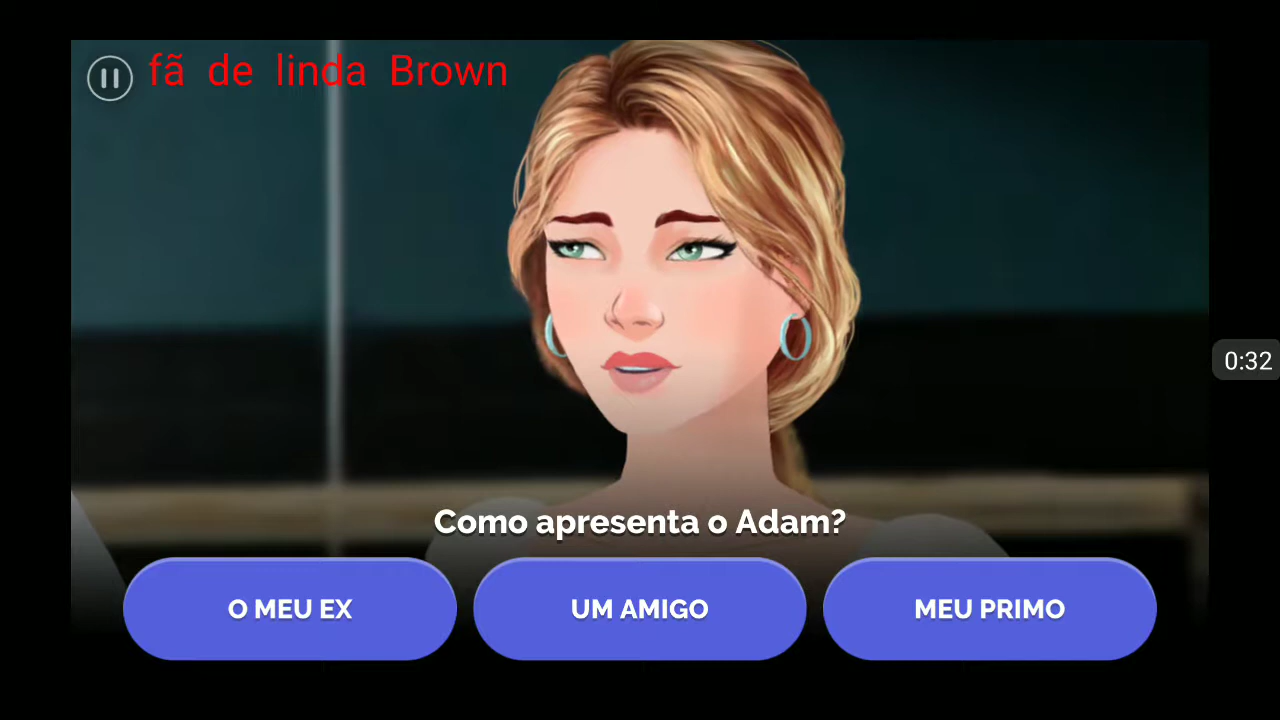 fã de linda Brown
0:32
Como apresenta o Adam?
O MEU EX
UM AMIGO
MEU PRIMO